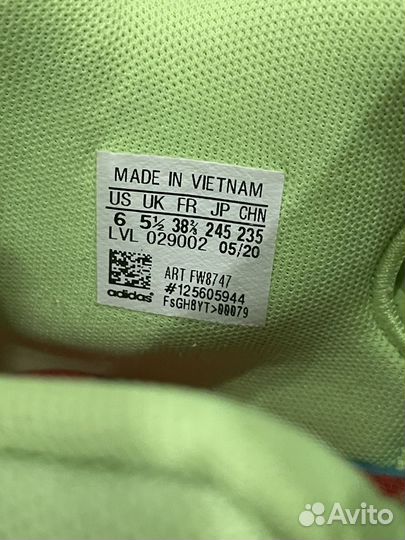 MADE IN VIETNAM
US UK FR JP CHN
6 5½ 38⅔ 245 235
LVL 029002 05/20
ART FW8747
#125605944
FsGH8YT>00079
adidas
Avito